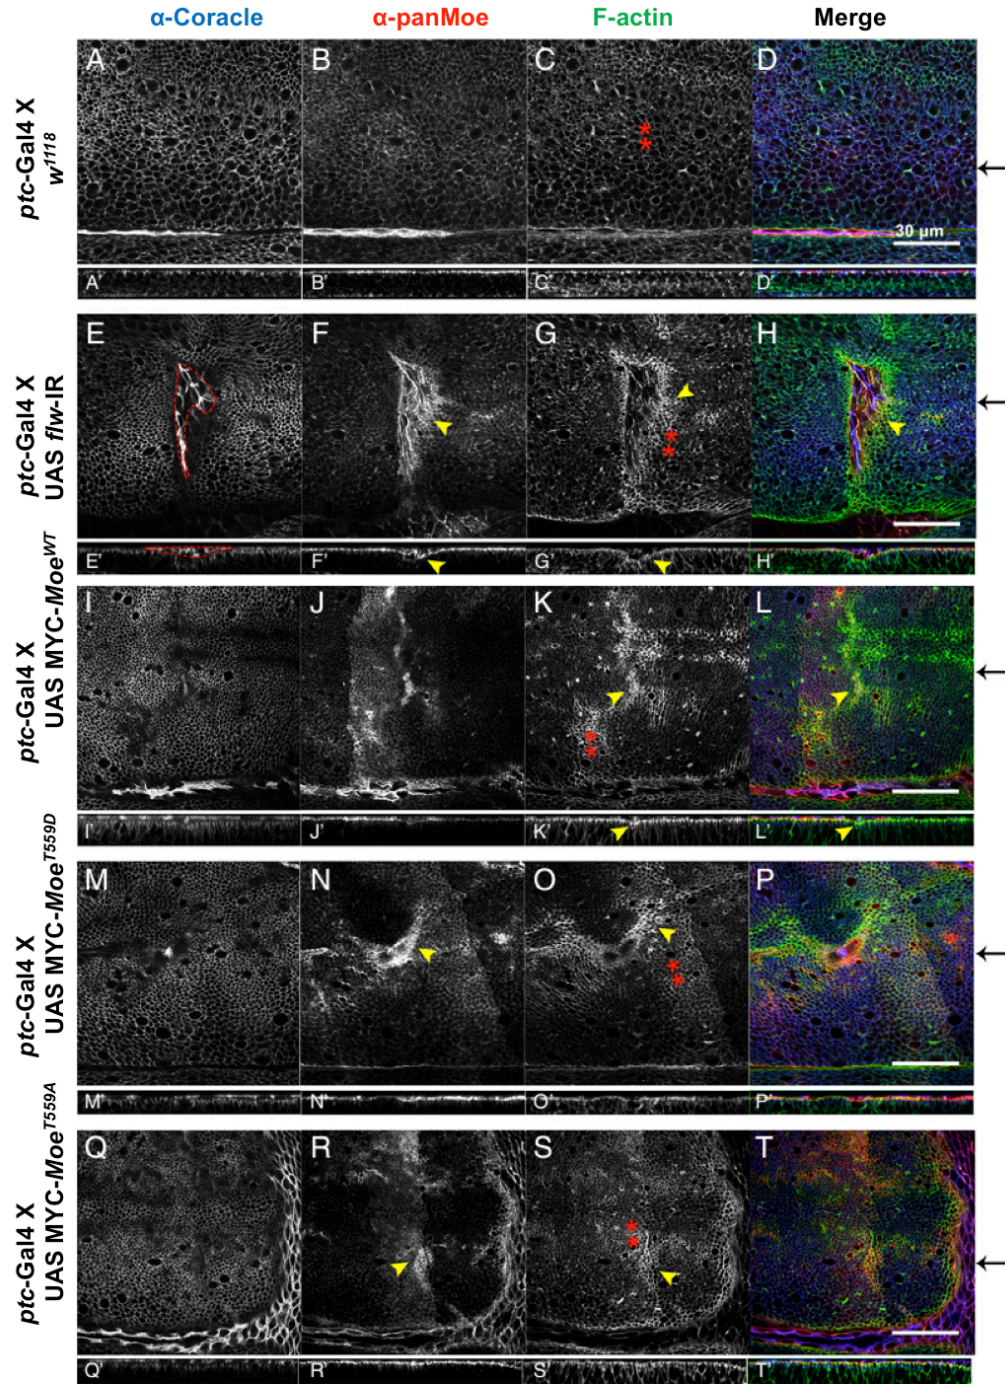 α-Coracle α-panMoe F-actin Merge
ptc-Gal4 X
w1118
A B C D
**
30 µm
A' B' C' D'
ptc-Gal4 X
UAS flw-IR
E F G H
**
E' F' G' H'
ptc-Gal4 X
UAS MYC-MoeWT
I J K L
**
I' J' K' L'
ptc-Gal4 X
UAS MYC-MoeT559D
M N O P
**
M' N' O' P'
ptc-Gal4 X
UAS MYC-MoeT559A
Q R S T
**
Q' R' S' T'